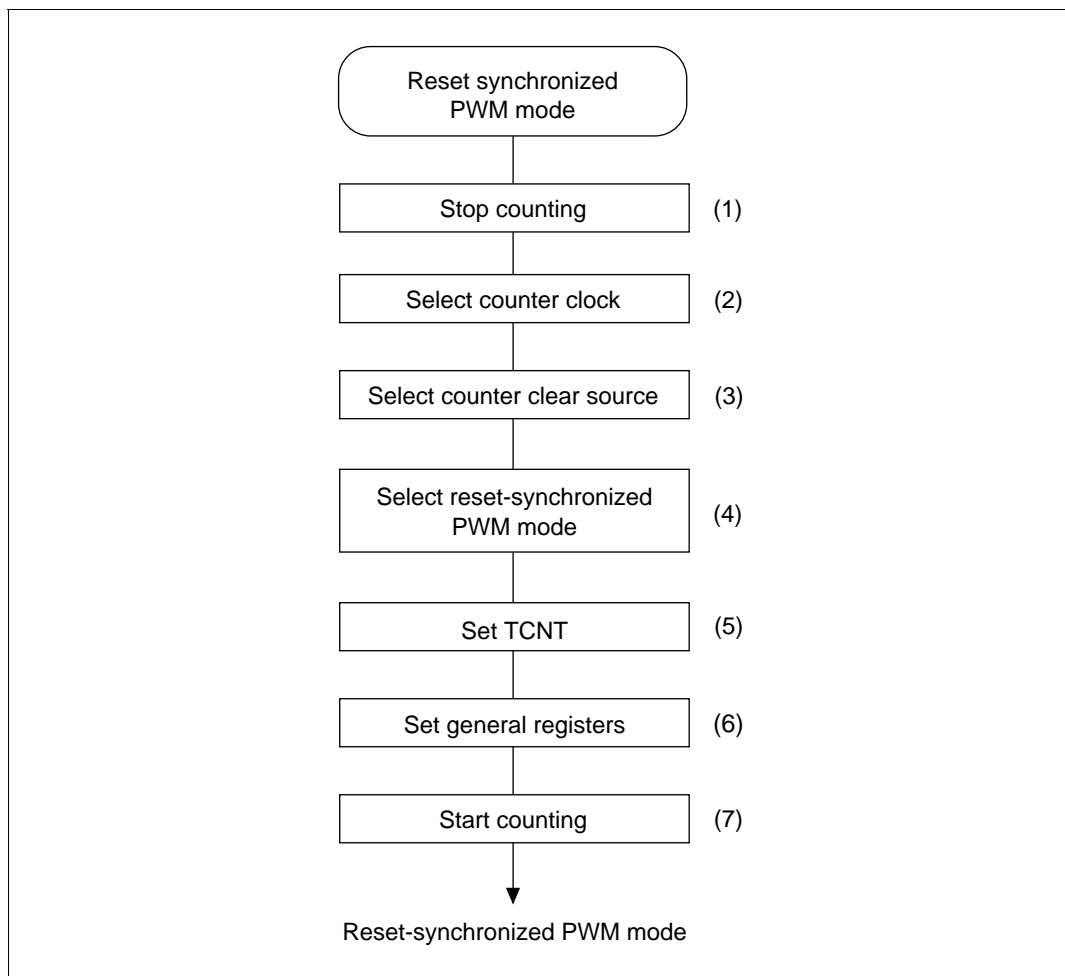 Reset synchronized
PWM mode
Stop counting
(1)
Select counter clock
(2)
Select counter clear source
(3)
Select reset-synchronized
PWM mode
(4)
Set TCNT
(5)
Set general registers
(6)
Start counting
(7)
Reset-synchronized PWM mode